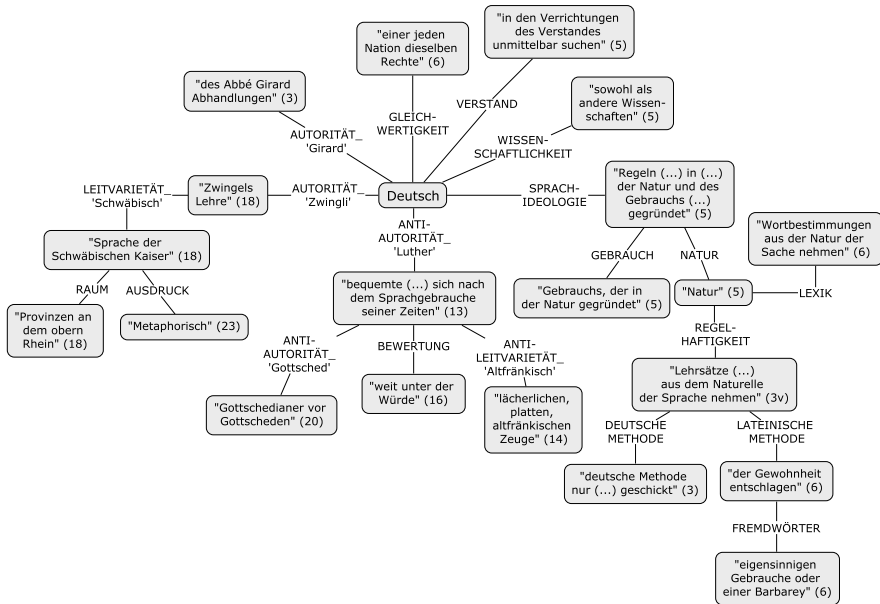 "in den Verrichtungen
des Verstandes
unmittelbar suchen" (5)
"einer jeden
Nation dieselben
Rechte" (6)
"des Abbé Girard
Abhandlungen" (3)
"sowohl als
andere Wissen-
schaften" (5)
VERSTAND
GLEICH-
WERTIGKEIT
AUTORITÄT_
'Girard'
WISSEN-
SCHAFTLICHKEIT
LEITVARIETÄT_
'Schwäbisch'
"Zwingels
Lehre" (18)
AUTORITÄT_
'Zwingli'
Deutsch
SPRACH-
IDEOLOGIE
"Regeln (...) in (...)
der Natur und des
Gebrauchs (...)
gegründet" (5)
"Wortbestimmungen
aus der Natur der
Sache nehmen" (6)
"Sprache der
Schwäbischen Kaiser" (18)
ANTI-
AUTORITÄT_
'Luther'
GEBRAUCH
NATUR
RAUM
AUSDRUCK
"bequemte (...) sich nach
dem Sprachgebrauche
seiner Zeiten" (13)
"Gebrauchs, der in
der Natur gegründet" (5)
"Natur" (5)
LEXIK
"Provinzen an
dem obern
Rhein" (18)
"Metaphorisch" (23)
REGEL-
HAFTIGKEIT
ANTI-
AUTORITÄT_
'Gottsched'
BEWERTUNG
ANTI-
LEITVARIETÄT_
'Altfränkisch'
"Lehrsätze (...)
aus dem Naturelle
der Sprache nehmen" (3v)
"Gottschedianer vor
Gottscheden" (20)
"weit unter der
Würde" (16)
"lächerlichen,
platten,
altfränkischen
Zeuge" (14)
DEUTSCHE
METHODE
LATEINISCHE
METHODE
"deutsche Methode
nur (...) geschickt" (3)
"der Gewohnheit
entschlagen" (6)
FREMDWÖRTER
"eigensinnigen
Gebrauche oder
einer Barbarey" (6)